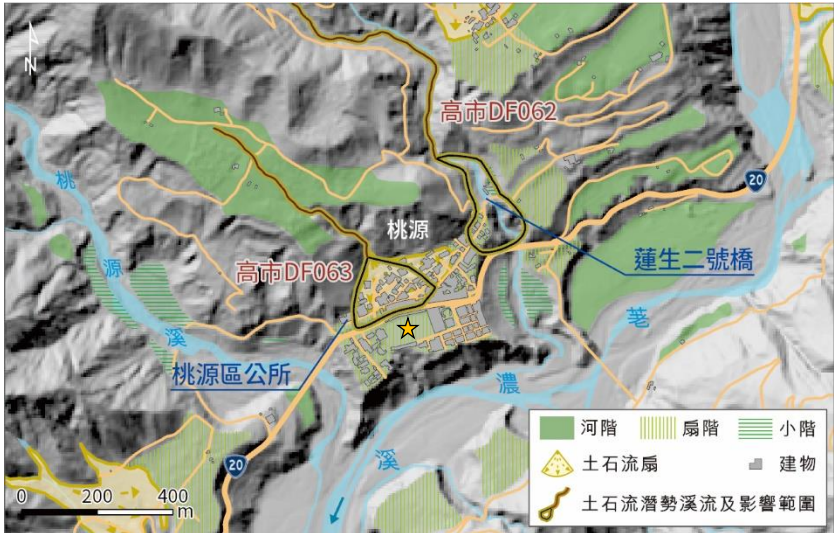 N
高市DF062
20
桃源溪
桃源
高市DF063
蓮生二號橋
荖濃溪
桃源區公所
20
0 200 400 m
河階 扇階 小階
土石流扇 建物
土石流潛勢溪流及影響範圍